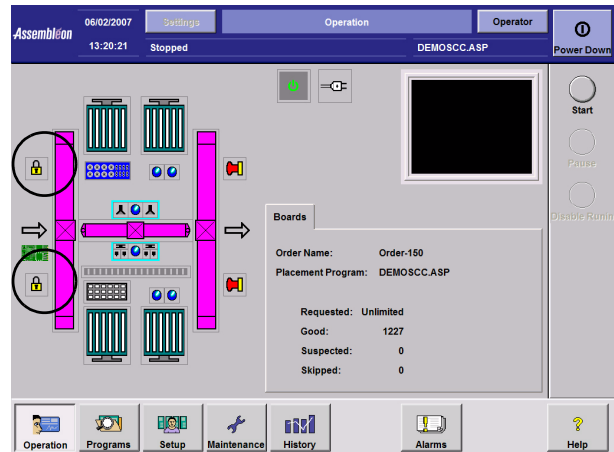 Assembléon
06/02/2007
13:20:21
Settings
Operation
Operator
Stopped
DEMOSCC.ASP
Power Down
Start
Pause
Disable Runin
Boards
Order Name: Order-150
Placement Program: DEMOSCC.ASP
Requested: Unlimited
Good: 1227
Suspected: 0
Skipped: 0
Operation
Programs
Setup
Maintenance
History
Alarms
Help